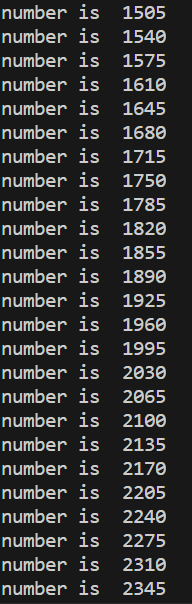 number is  1505
number is  1540
number is  1575
number is  1610
number is  1645
number is  1680
number is  1715
number is  1750
number is  1785
number is  1820
number is  1855
number is  1890
number is  1925
number is  1960
number is  1995
number is  2030
number is  2065
number is  2100
number is  2135
number is  2170
number is  2205
number is  2240
number is  2275
number is  2310
number is  2345